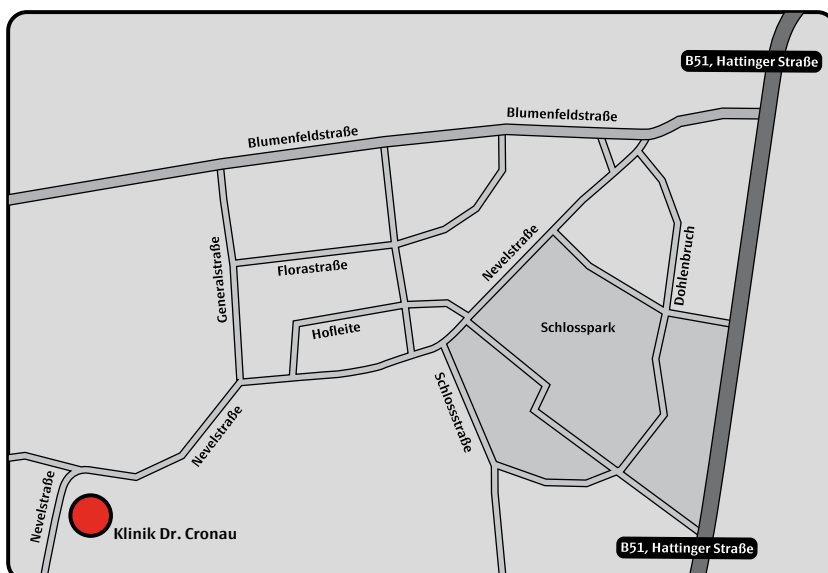 B51, Hattinger Straße
Blumenfeldstraße
Blumenfeldstraße
Nevelstraße
Dohlenbruch
Generalstraße
Florastraße
Hofleite
Schlosspark
Schlossstraße
Nevelstraße
Nevelstraße
Klinik Dr. Cronau
B51, Hattinger Straße